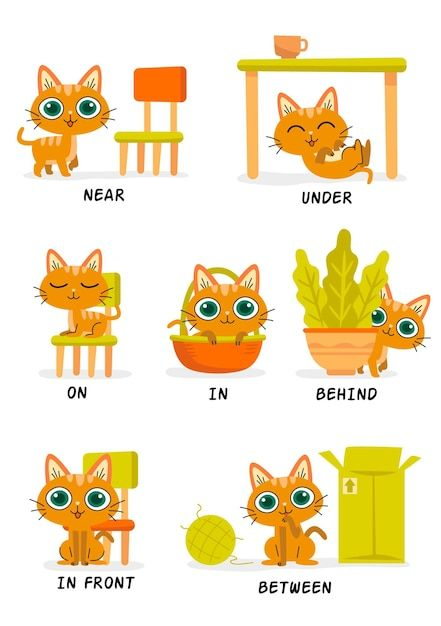 NEAR
UNDER
ON
IN
BEHIND
IN FRONT
BETWEEN